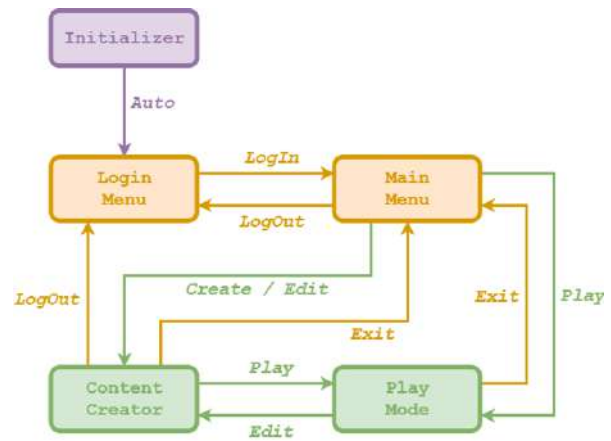 Initializer
Auto
Login
Menu
LogIn
Main
Menu
LogOut
LogOut
Create / Edit
Exit
Exit
Play
Content
Creator
Play
Play
Mode
Edit